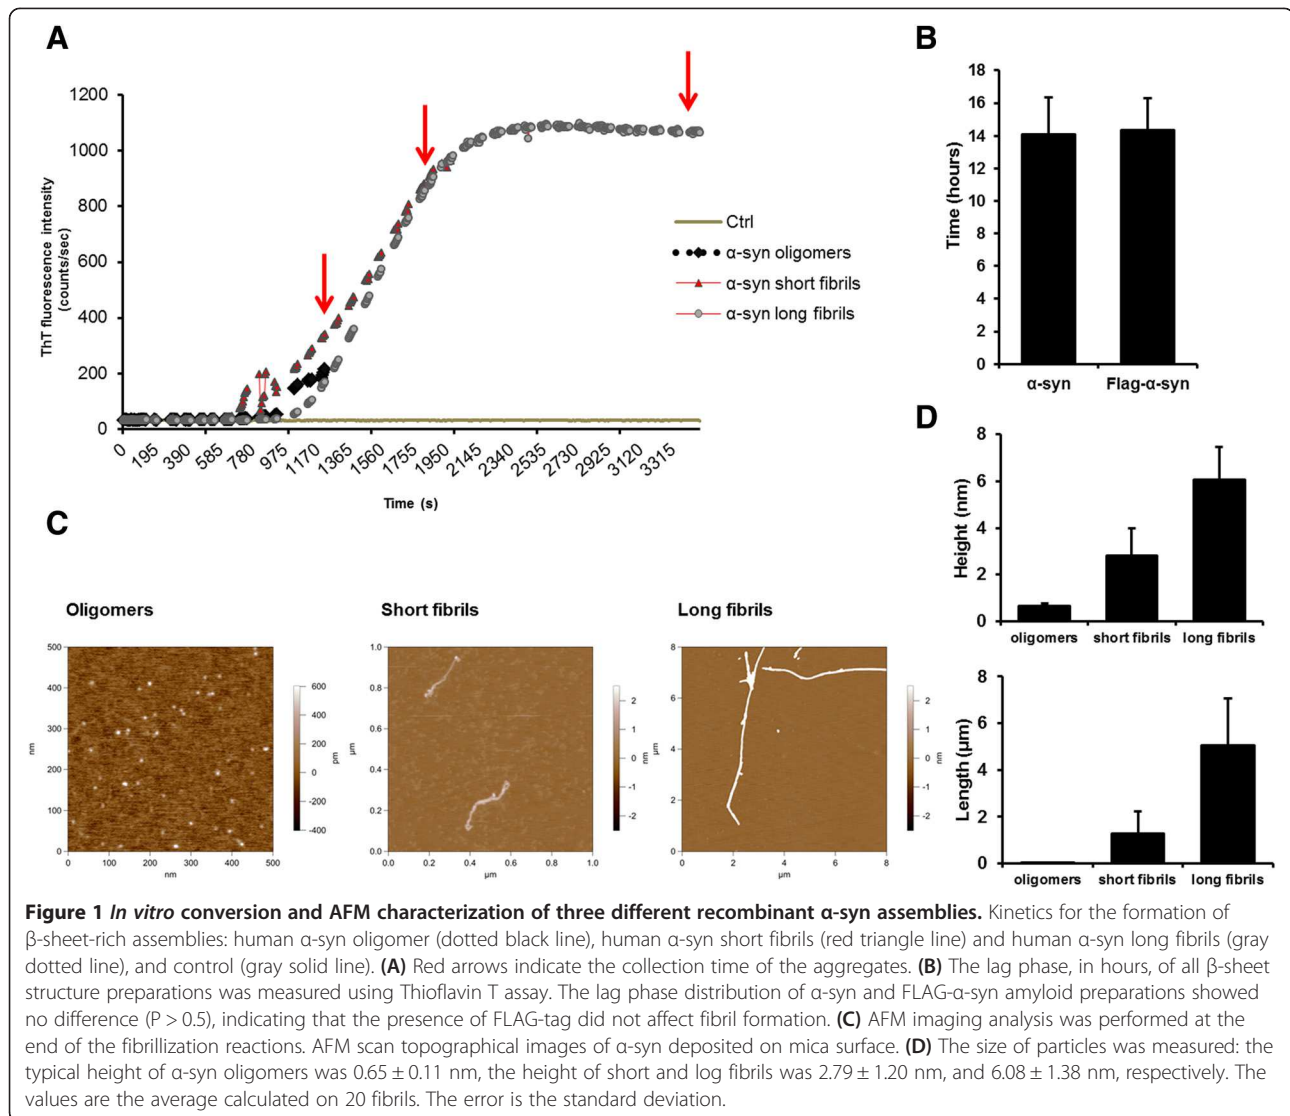 A
ThT fluorescence intensity
(counts/sec)
1200
1000
800
600
400
200
0
0
195
390
585
780
975
1170
1365
1560
1755
1950
2145
2340
2535
2730
2925
3120
3315
Time (s)
Ctrl
α-syn oligomers
α-syn short fibrils
α-syn long fibrils
B
Time (hours)
18
16
14
12
10
8
6
4
2
0
α-syn
Flag-α-syn
C
Oligomers
500
400
300
200
100
0
nm
0
100
200
300
400
500
nm
600
400
200
0
-200
-400
pm
Short fibrils
1.0
0.8
0.6
0.4
0.2
0.0
µm
0.0
0.2
0.4
0.6
0.8
1.0
µm
2
1
0
-1
-2
nm
Long fibrils
8
6
4
2
0
µm
0
2
4
6
8
µm
2
1
0
-1
-2
nm
D
Height (nm)
8
6
4
2
0
oligomers
short fibrils
long fibrils
Length (µm)
8
6
4
2
0
oligomers
short fibrils
long fibrils
Figure 1 In vitro conversion and AFM characterization of three different recombinant α-syn assemblies. Kinetics for the formation of
β-sheet-rich assemblies: human α-syn oligomer (dotted black line), human α-syn short fibrils (red triangle line) and human α-syn long fibrils (gray
dotted line), and control (gray solid line). (A) Red arrows indicate the collection time of the aggregates. (B) The lag phase, in hours, of all β-sheet
structure preparations was measured using Thioflavin T assay. The lag phase distribution of α-syn and FLAG-α-syn amyloid preparations showed
no difference (P > 0.5), indicating that the presence of FLAG-tag did not affect fibril formation. (C) AFM imaging analysis was performed at the
end of the fibrillization reactions. AFM scan topographical images of α-syn deposited on mica surface. (D) The size of particles was measured: the
typical height of α-syn oligomers was 0.65 ± 0.11 nm, the height of short and log fibrils was 2.79 ± 1.20 nm, and 6.08 ± 1.38 nm, respectively. The
values are the average calculated on 20 fibrils. The error is the standard deviation.